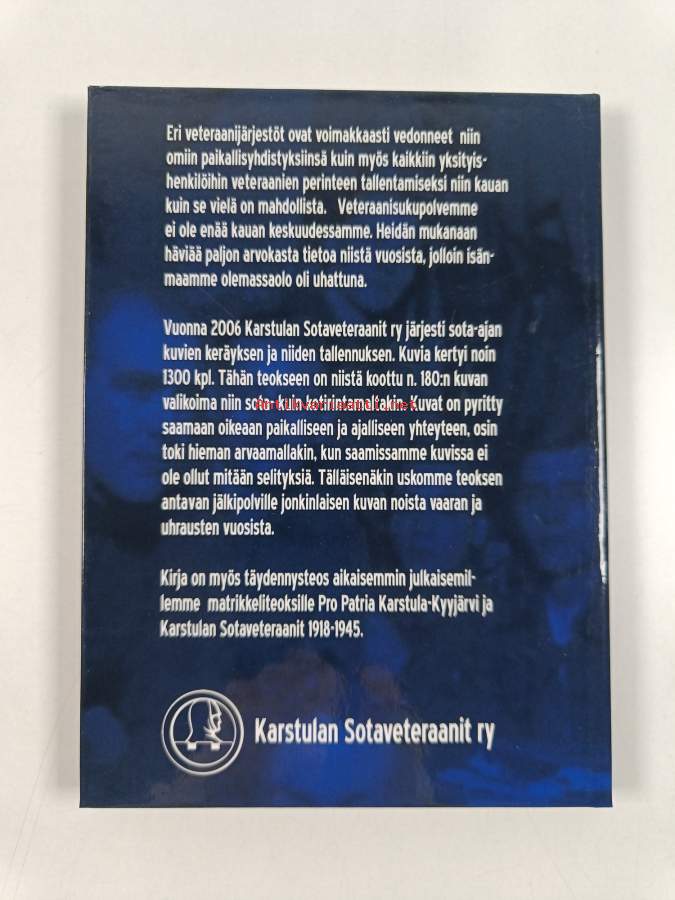 Eri veteraanijärjestöt ovat voimakkaasti vedonneet niin
omiin paikallisyhdistyksiinsä kuin myös kaikkiin yksityis-
henkilöihin veteraanien perinteen tallentamiseksi niin kauan
kuin se vielä on mahdollista. Veteraanisukupolvemme
ei ole enää kauan keskuudessamme. Heidän mukanaan
häviää paljon arvokasta tietoa niistä vuosista, jolloin isän-
maamme olemassaolo oli uhattuna.
Vuonna 2006 Karstulan Sotaveteraanit ry järjesti sota-ajan
kuvien keräyksen ja niiden tallennuksen. Kuvia kertyi noin
1300 kpl. Tähän teokseen on niistä koottu n. 180:n kuvan
valikoima niin sota- kuin kotirintamaltakin. Kuvat on pyritty
Antikvariaatit.net
saamaan oikeaan paikalliseen ja ajalliseen yhteyteen, osin
toki hieman arvaamallakin, kun saamissamme kuvissa ei
ole ollut mitään selityksiä. Tälläisenäkin uskomme teoksen
antavan jälkipolville jonkinlaisen kuvan noista vaaran ja
uhrausten vuosista.
Kirja on myös täydennysteos aikaisemmin julkaisemil-
lemme matrikkeliteoksille Pro Patria Karstula-Kyyjärvi ja
Karstulan Sotaveteraanit 1918-1945.
Karstulan Sotaveteraanit ry